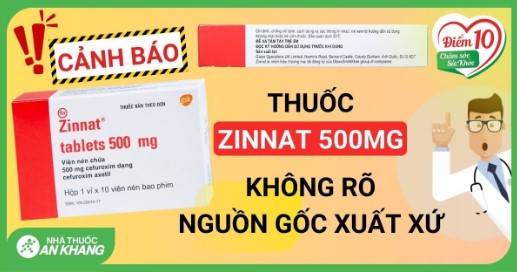 CẢNH BÁO
Điểm 10
Chăm sóc
Sức Khỏe
ĐỂ XA TẦM TAY TRẺ EM
ĐỌC KỸ HƯỚNG DẪN SỬ DỤNG TRƯỚC KHI DÙNG
THUỐC BÁN THEO ĐƠN
Zinnat™
tablets 500 mg
Viên nén chứa
500 mg cefuroxim dạng
cefuroxim axetil
Hộp 1 vỉ x 10 viên nén bao phim
THUỐC
ZINNAT 500MG
KHÔNG RÕ
NGUỒN GỐC XUẤT XỨ
NHÀ THUỐC
AN KHANG